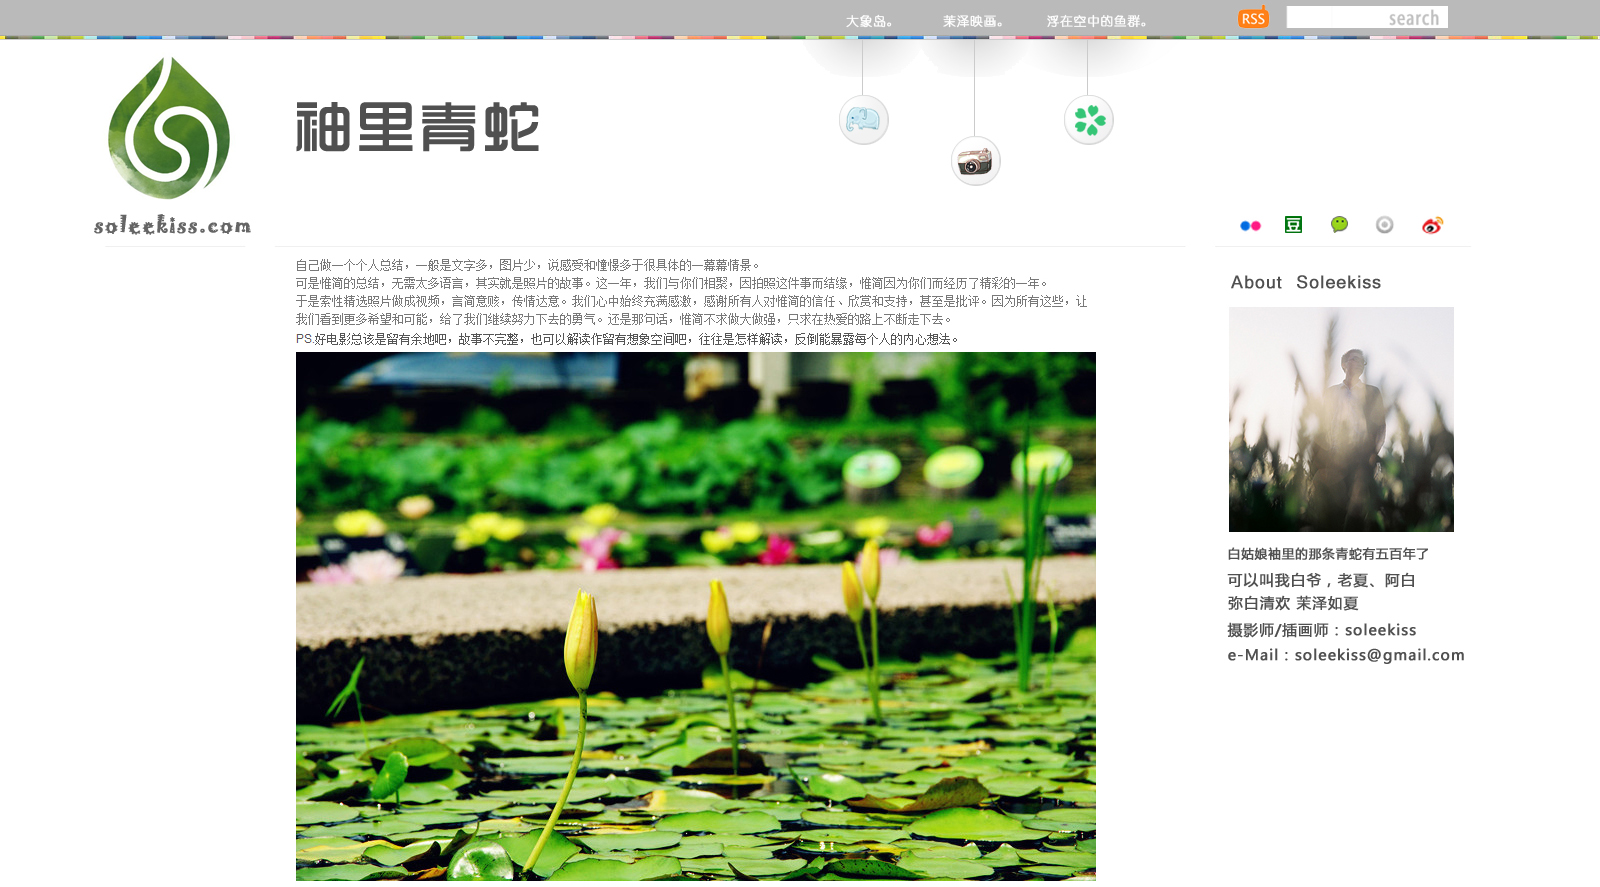 大象岛。 茉泽映画。 浮在空中的鱼群。 RSS search
袖里青蛇
soleekiss.com
豆
自己做一个个人总结，一般是文字多，图片少，说感受和憧憬多于很具体的一幕幕情景。
可是惟简的总结，无需太多语言，其实就是照片的故事。这一年，我们与你们相聚，因拍照这件事而结缘，惟简因为你们而经历了精彩的一年。
于是索性精选照片做成视频，言简意赅，传情达意。我们心中始终充满感激，感谢所有人对惟简的信任、欣赏和支持，甚至是批评。因为所有这些，让
我们看到更多希望和可能，给了我们继续努力下去的勇气。还是那句话，惟简不求做大做强，只求在热爱的路上不断走下去。
PS.好电影总该是留有余地吧，故事不完整，也可以解读作留有想象空间吧，往往是怎样解读，反倒能暴露每个人的内心想法。
About Soleekiss
白姑娘袖里的那条青蛇有五百年了
可以叫我白爷，老夏、阿白
弥白清欢 茉泽如夏
摄影师/插画师：soleekiss
e-Mail：soleekiss@gmail.com